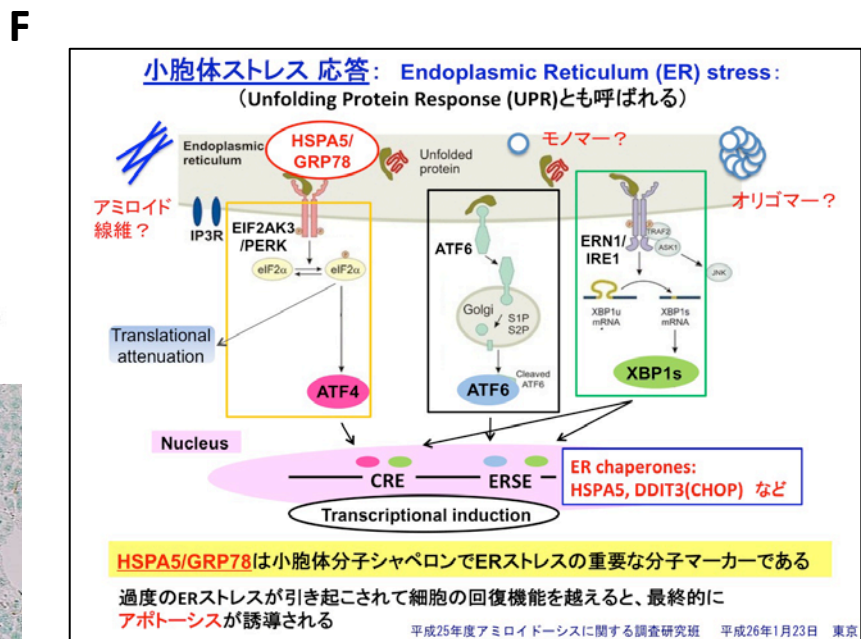 F
小胞体ストレス 応答: Endoplasmic Reticulum (ER) stress:
(Unfolding Protein Response (UPR)とも呼ばれる)
Endoplasmic
reticulum
HSPA5/
GRP78
Unfolded
protein
モノマー？
オリゴマー？
アミロイド
線維？
IP3R
EIF2AK3
/PERK
P
P
eIF2α
P
eIF2α
Translational
attenuation
ATF4
ATF6
Golgi
S1P
S2P
Cleaved
ATF6
ATF6
ERN1/
IRE1
P
P
TRAF2
ASK1
JNK
XBP1u
mRNA
XBP1s
mRNA
XBP1s
Nucleus
CRE
ERSE
Transcriptional induction
ER chaperones:
HSPA5, DDIT3(CHOP) など
HSPA5/GRP78は小胞体分子シャペロンでERストレスの重要な分子マーカーである
過度のERストレスが引き起こされて細胞の回復機能を越えると、最終的に
アポトーシスが誘導される
平成25年度アミロイドーシスに関する調査研究班 平成26年1月23日 東京